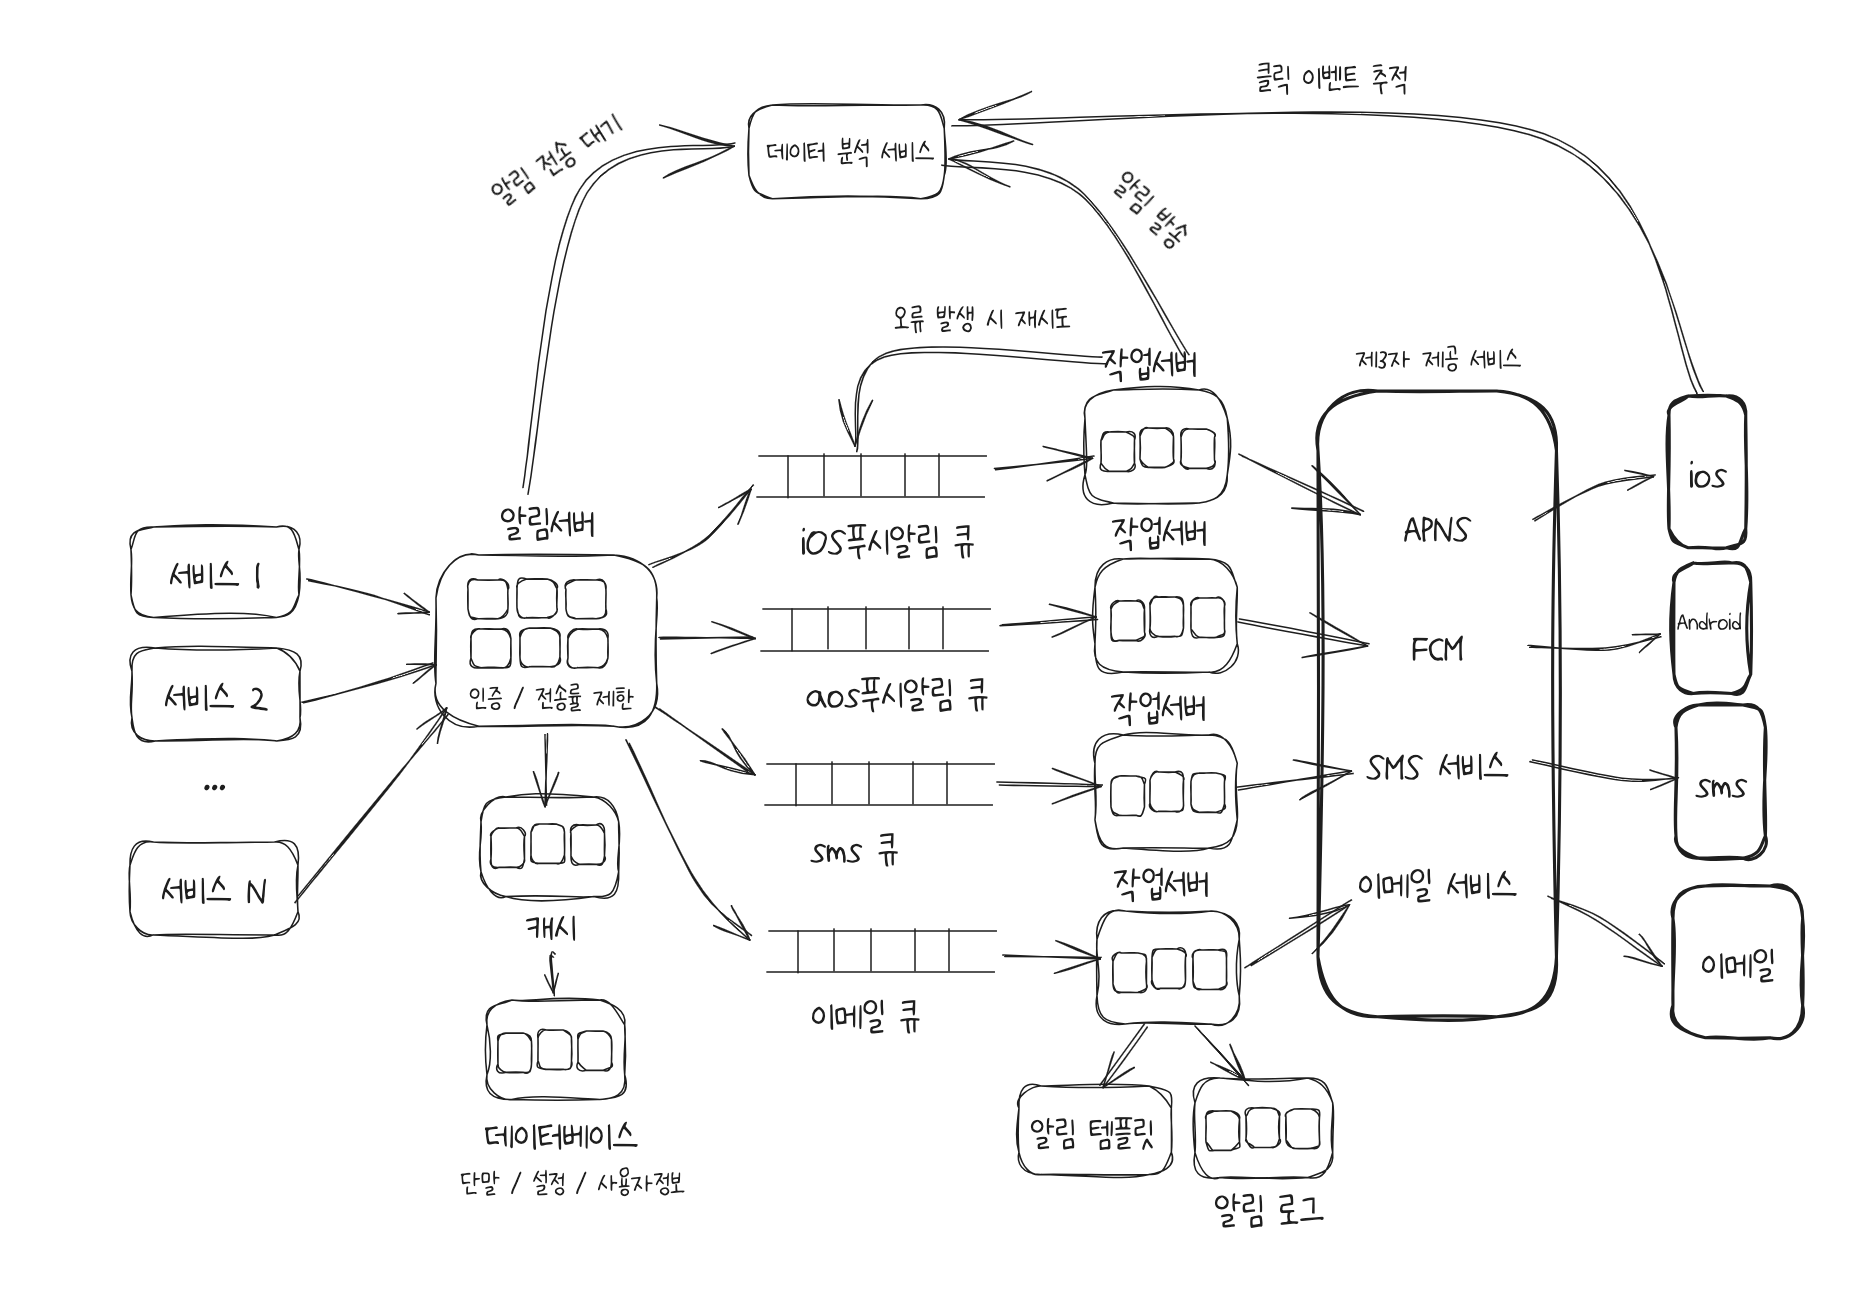 클릭 이벤트 추적
알림 전송 대기
데이터 분석 서비스
알림 발송
오류 발생 시 재시도
작업서버
제3자 제공 서비스
알림서버
iOS푸시알림 큐
작업서버
APNS
ios
서비스 1
서비스 2
...
서비스 N
인증 / 전송률 제한
aos푸시알림 큐
작업서버
FCM
Android
sms 큐
작업서버
SMS 서비스
sms
캐시
이메일 큐
이메일 서비스
이메일
데이터베이스
단말 / 설정 / 사용자정보
알림 템플릿
알림 로그